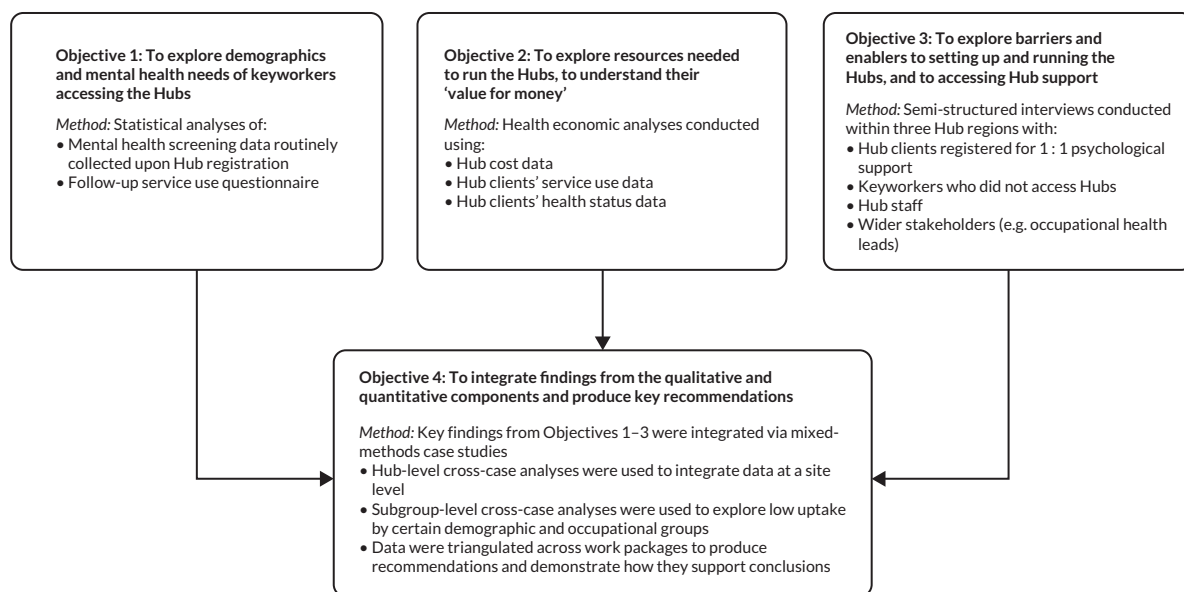 Objective 1: To explore demographics
and mental health needs of keyworkers
accessing the Hubs
Method: Statistical analyses of:
• Mental health screening data routinely
collected upon Hub registration
• Follow-up service use questionnaire
Objective 2: To explore resources needed
to run the Hubs, to understand their
‘value for money’
Method: Health economic analyses conducted
using:
• Hub cost data
• Hub clients’ service use data
• Hub clients’ health status data
Objective 3: To explore barriers and
enablers to setting up and running the
Hubs, and to accessing Hub support
Method: Semi-structured interviews conducted
within three Hub regions with:
• Hub clients registered for 1 : 1 psychological
support
• Keyworkers who did not access Hubs
• Hub staff
• Wider stakeholders (e.g. occupational health
leads)
Objective 4: To integrate findings from the qualitative and
quantitative components and produce key recommendations
Method: Key findings from Objectives 1–3 were integrated via mixed-
methods case studies
• Hub-level cross-case analyses were used to integrate data at a site
level
• Subgroup-level cross-case analyses were used to explore low uptake
by certain demographic and occupational groups
• Data were triangulated across work packages to produce
recommendations and demonstrate how they support conclusions